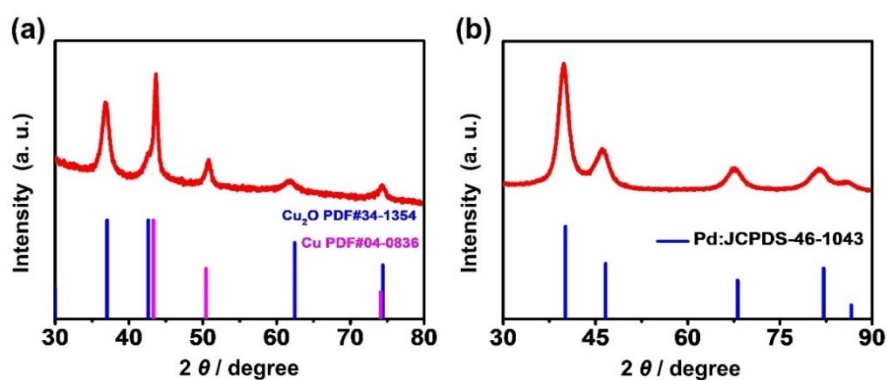 (a)
Intensity (a. u.)
Cu₂O PDF#34-1354
Cu PDF#04-0836
30 40 50 60 70 80
2 θ / degree
(b)
Intensity (a. u.)
Pd:JCPDS-46-1043
30 45 60 75 90
2 θ / degree